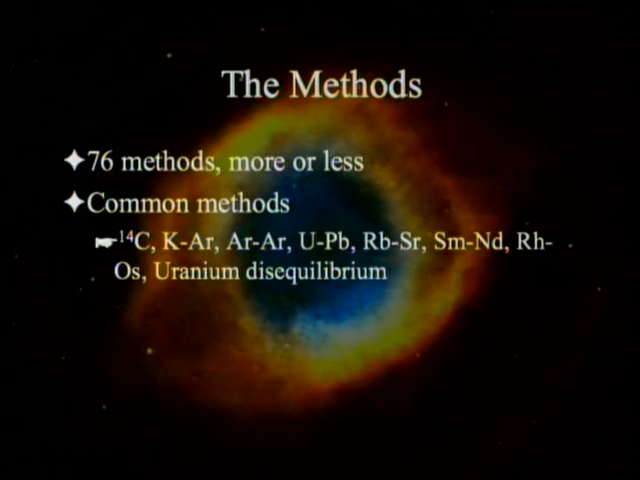 The Methods
✦76 methods, more or less
✦Common methods
☛¹⁴C, K-Ar, Ar-Ar, U-Pb, Rb-Sr, Sm-Nd, Rh-
Os, Uranium disequilibrium